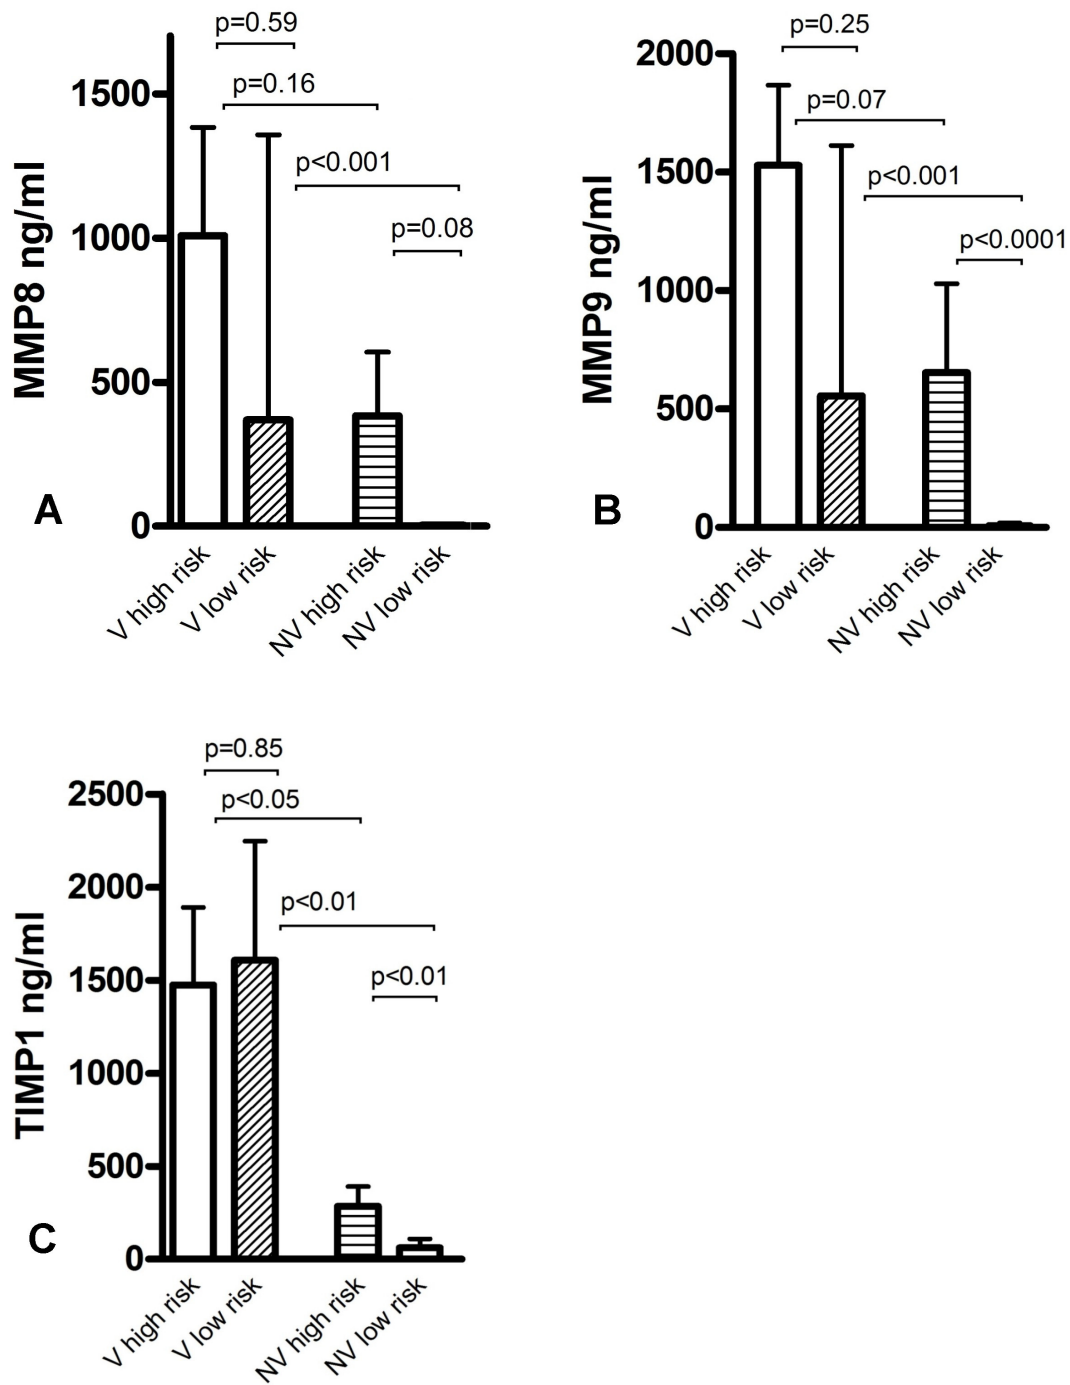 p=0.59
p=0.16
p<0.001
p=0.08
1500
1000
500
0
MMP8 ng/ml
A
V high risk
V low risk
NV high risk
NV low risk
p=0.25
p=0.07
p<0.001
p<0.0001
2000
1500
1000
500
0
MMP9 ng/ml
B
V high risk
V low risk
NV high risk
NV low risk
p=0.85
p<0.05
p<0.01
p<0.01
2500
2000
1500
1000
500
0
TIMP1 ng/ml
C
V high risk
V low risk
NV high risk
NV low risk